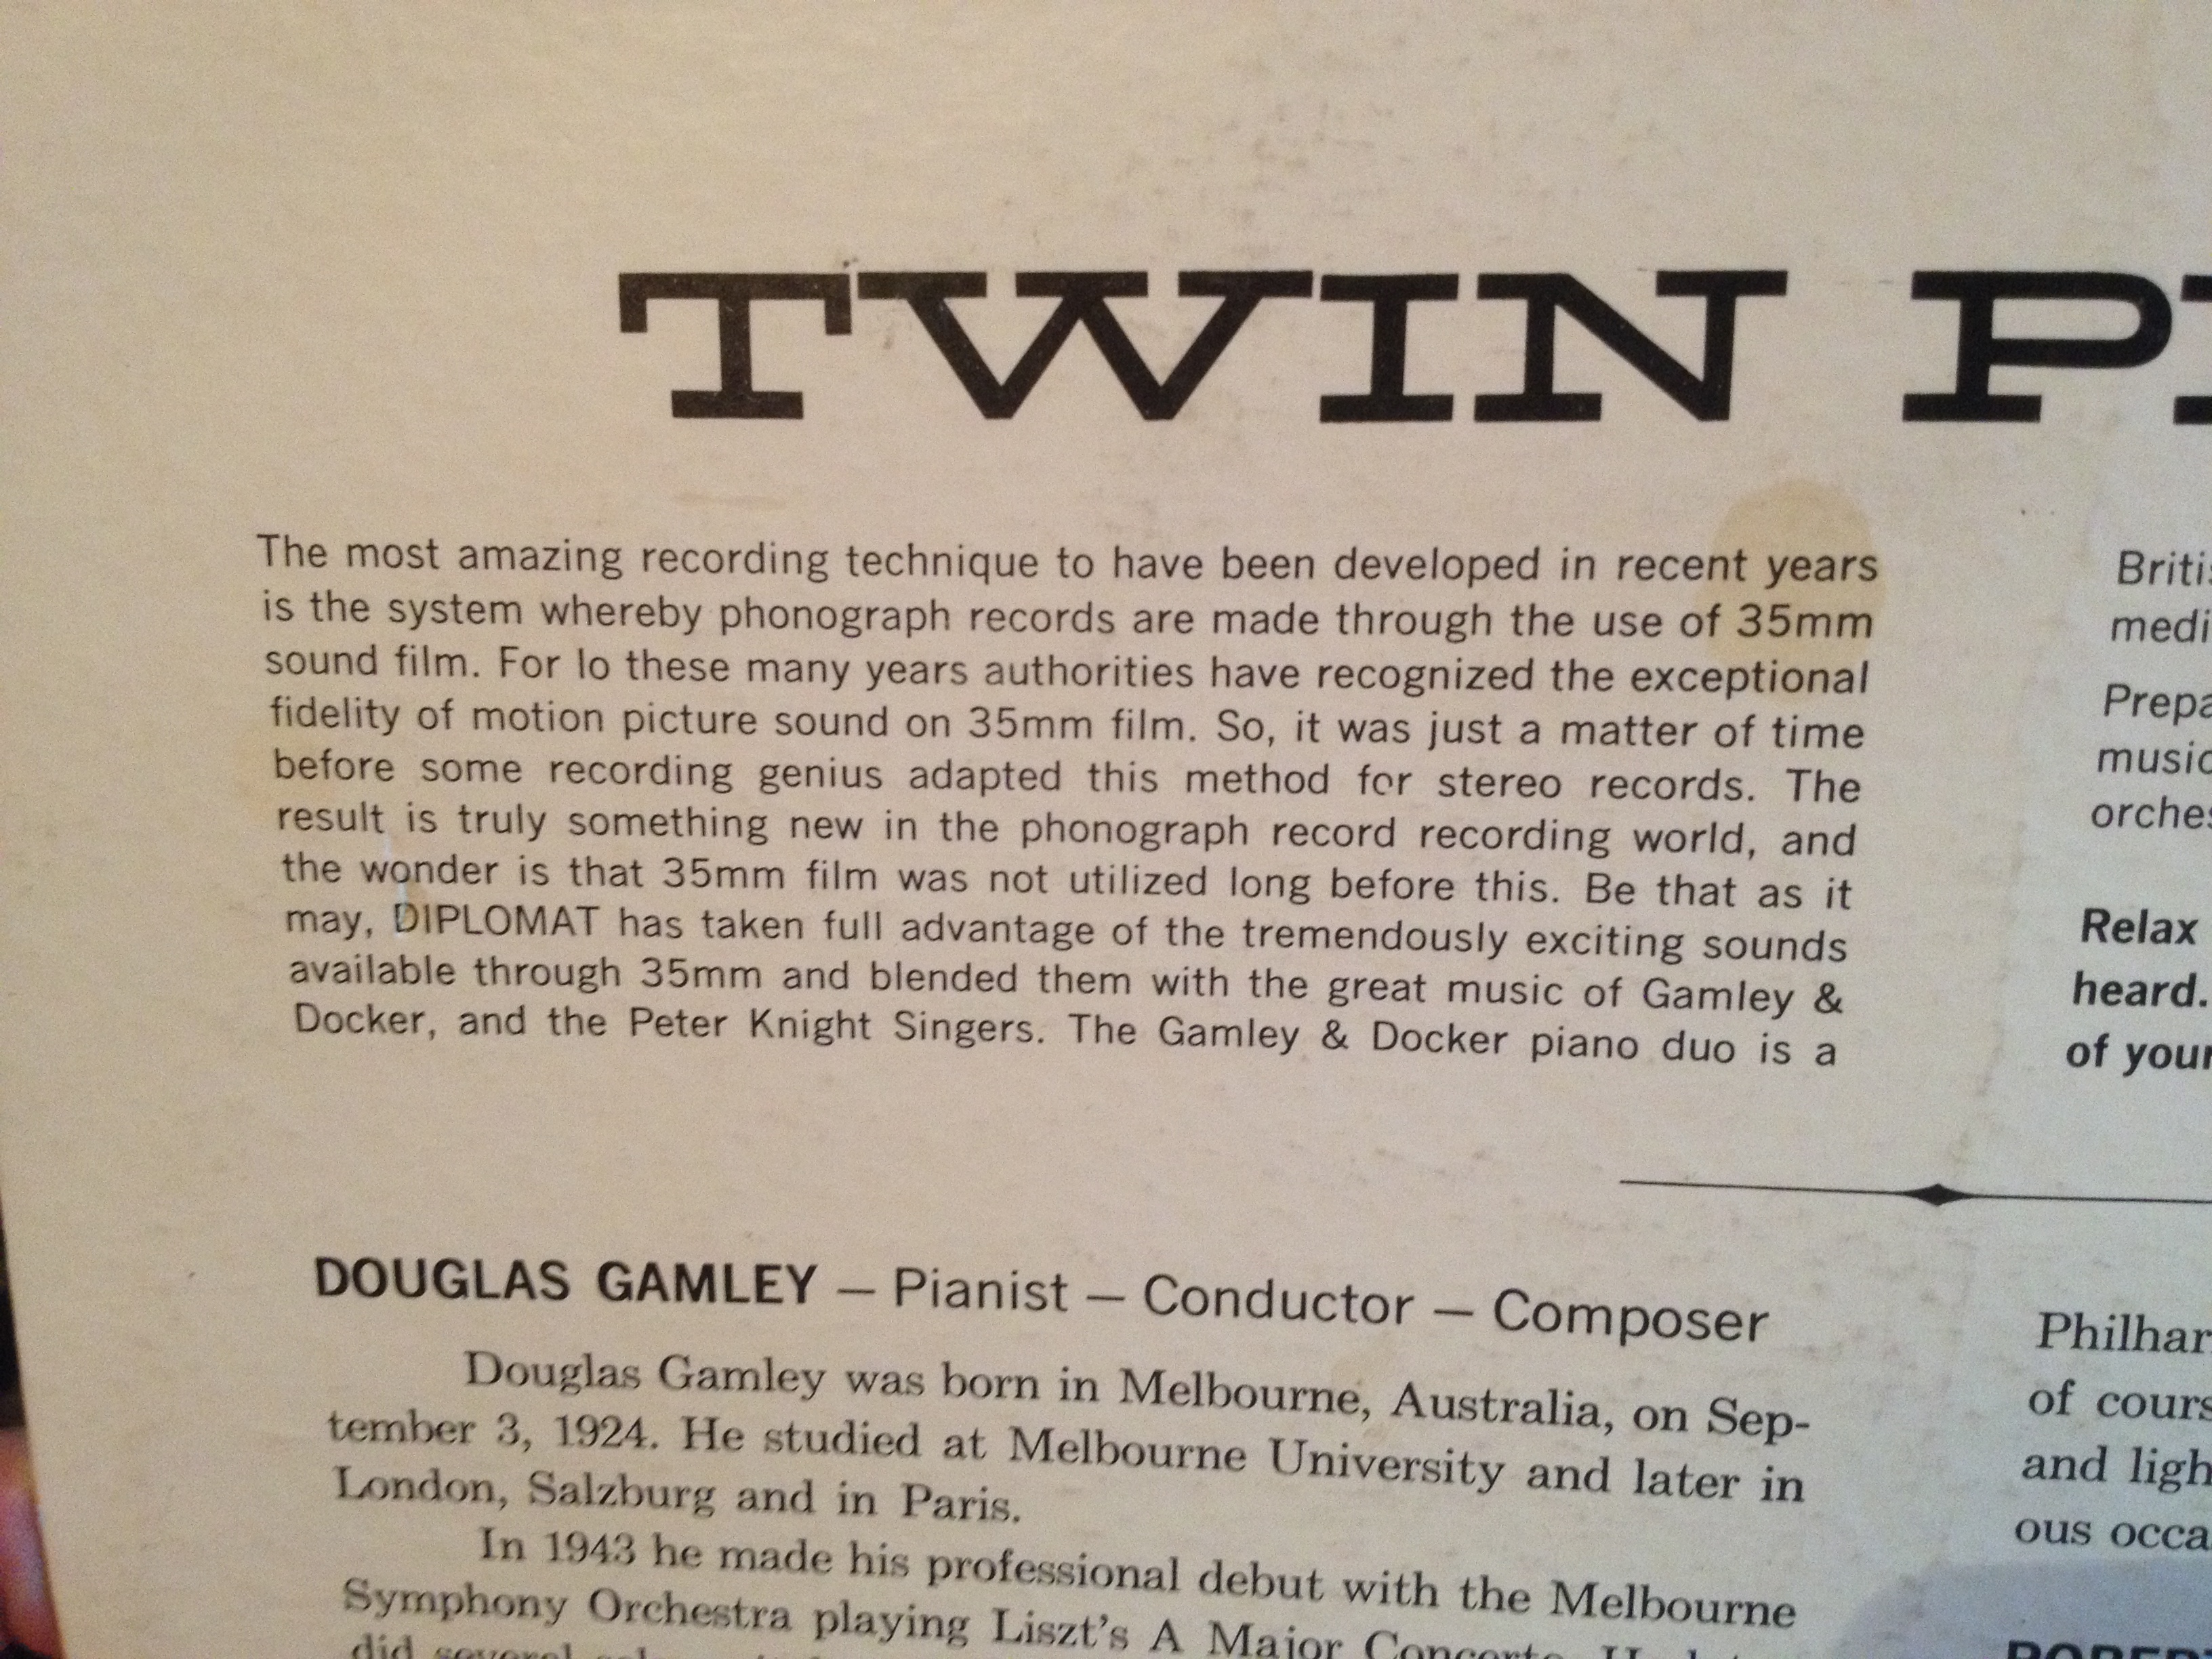 TWIN
The most amazing recording technique to have been developed in recent years
is the system whereby phonograph records are made through the use of 35mm
sound film. For lo these many years authorities have recognized the exceptional
fidelity of motion picture sound on 35mm film. So, it was just a matter of time
before some recording genius adapted this method for stereo records. The
result is truly something new in the phonograph record recording world, and
the wonder is that 35mm film was not utilized long before this. Be that as it
may, DIPLOMAT has taken full advantage of the tremendously exciting sounds
available through 35mm and blended them with the great music of Gamley &
Docker, and the Peter Knight Singers. The Gamley & Docker piano duo is a
Relax
heard.
of
DOUGLAS GAMLEY — Pianist — Conductor — Composer
Douglas Gamley was born in Melbourne, Australia, on Sep-
tember 3, 1924. He studied at Melbourne University and later in
London, Salzburg and in Paris.
In 1943 he made his professional debut with the Melbourne
Symphony Orchestra playing Liszt's A Major
did several
of
and
ous